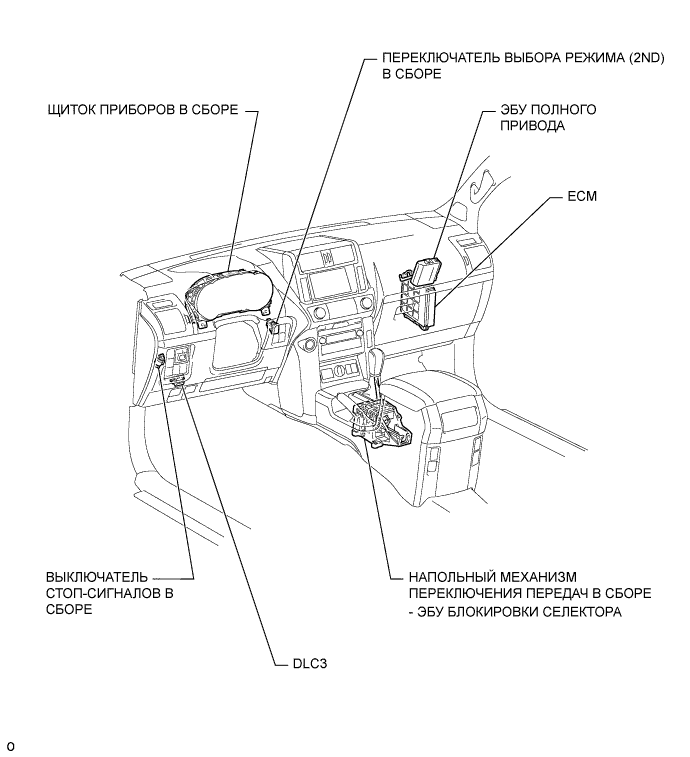 ПЕРЕКЛЮЧАТЕЛЬ ВЫБОРА РЕЖИМА (2ND)
В СБОРЕ
ЩИТОК ПРИБОРОВ В СБОРЕ
ЭБУ ПОЛНОГО
ПРИВОДА
ECM
ВЫКЛЮЧАТЕЛЬ
СТОП-СИГНАЛОВ В
СБОРЕ
НАПОЛЬНЫЙ МЕХАНИЗМ
ПЕРЕКЛЮЧЕНИЯ ПЕРЕДАЧ В СБОРЕ
- ЭБУ БЛОКИРОВКИ СЕЛЕКТОРА
DLC3
O